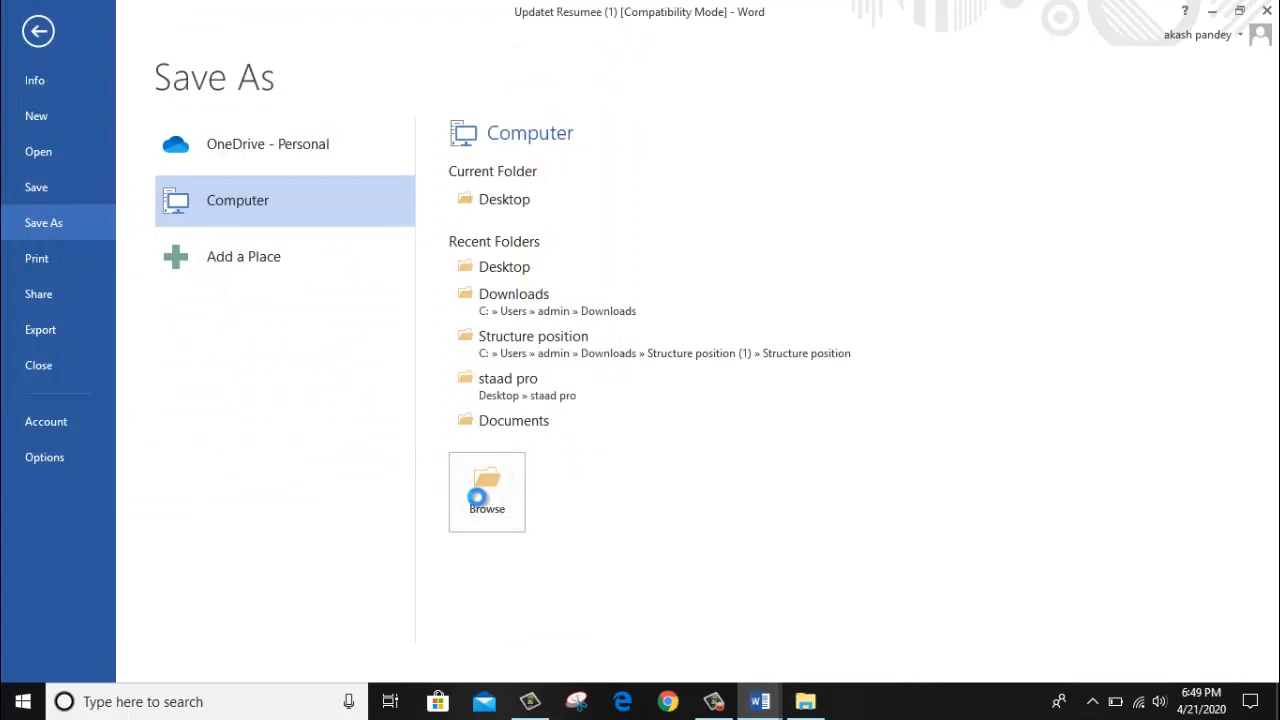 Updatet Resumee (1) [Compatibility Mode] - Word
?
akash pandey
Info
New
Open
Save
Save As
Print
Share
Export
Close
Account
Options
Save As
OneDrive - Personal
Computer
Add a Place
Computer
Current Folder
Desktop
Recent Folders
Desktop
Downloads
C: » Users » admin » Downloads
Structure position
C: » Users » admin » Downloads » Structure position (1) » Structure position
staad pro
Desktop » staad pro
Documents
Browse
Type here to search
6:49 PM
4/21/2020